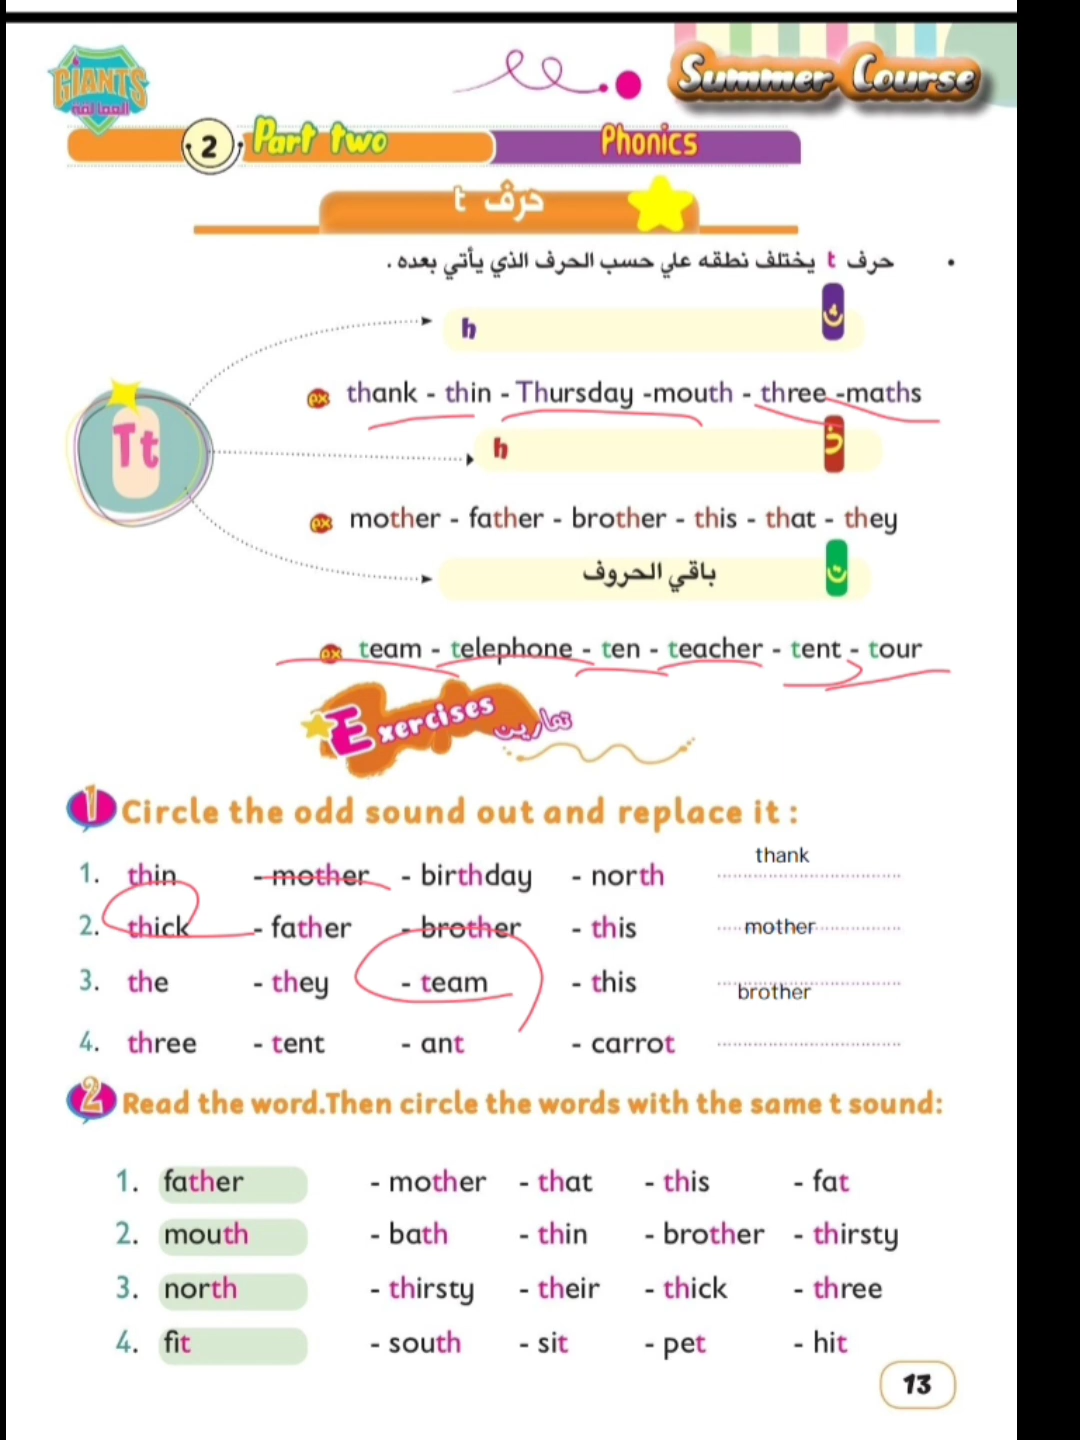 GIANTS
العمالقة
Summer Course
2 Part two Phonics
حرف t
• حرف t يختلف نطقه علي حسب الحرف الذي يأتي بعده .
h ث
ex thank - thin - Thursday -mouth - three -maths
Tt
h ذ
ex mother - father - brother - this - that - they
باقي الحروف ت
ex team - telephone - ten - teacher - tent - tour
Exercises تمارين
1 Circle the odd sound out and replace it :
1. thin - mother - birthday - north thank
2. thick - father - brother - this mother
3. the - they - team - this brother
4. three - tent - ant - carrot
2 Read the word.Then circle the words with the same t sound:
1. father - mother - that - this - fat
2. mouth - bath - thin - brother - thirsty
3. north - thirsty - their - thick - three
4. fit - south - sit - pet - hit
13